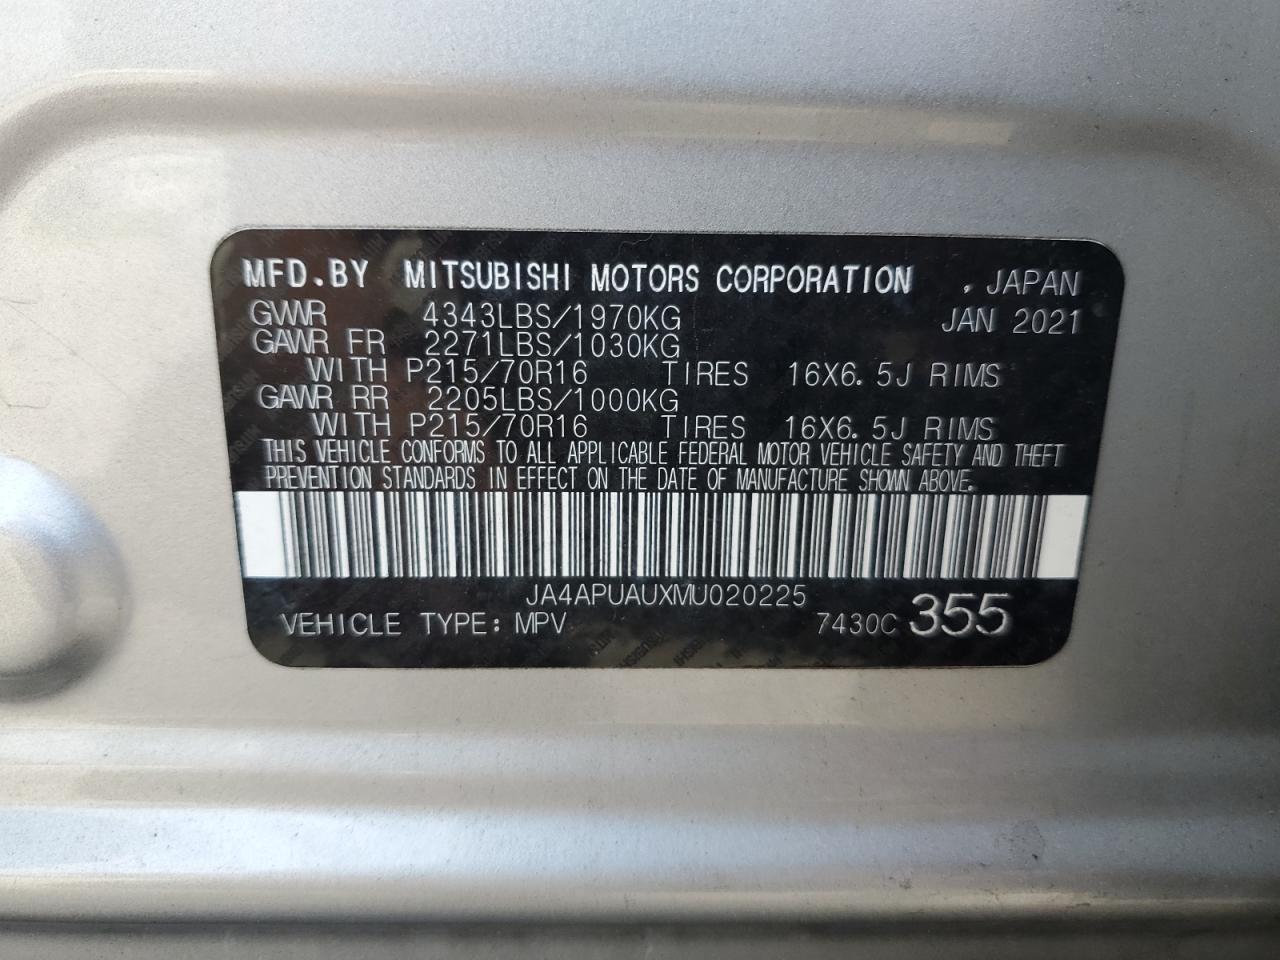 MFD.BY MITSUBISHI MOTORS CORPORATION , JAPAN
GVWR 4343LBS/1970KG JAN 2021
GAWR FR 2271LBS/1030KG
WITH P215/70R16 TIRES 16X6.5J RIMS
GAWR RR 2205LBS/1000KG
WITH P215/70R16 TIRES 16X6.5J RIMS
THIS VEHICLE CONFORMS TO ALL APPLICABLE FEDERAL MOTOR VEHICLE SAFETY AND THEFT
PREVENTION STANDARDS IN EFFECT ON THE DATE OF MANUFACTURE SHOWN ABOVE.
JA4APUAUXMU020225
VEHICLE TYPE: MPV 7430C 355